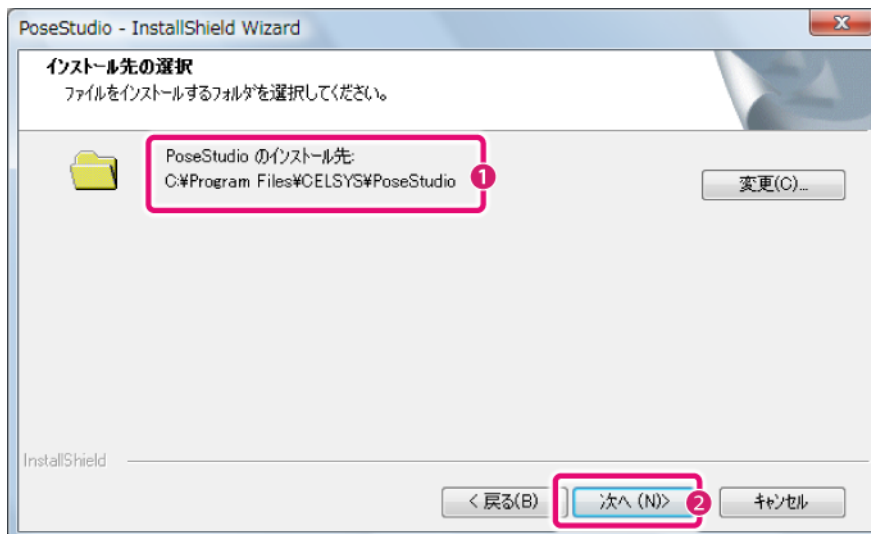 PoseStudio - InstallShield Wizard
インストール先の選択
ファイルをインストールするフォルダを選択してください。
PoseStudio のインストール先:
C:¥Program Files¥CELSYS¥PoseStudio
1
変更(C)...
InstallShield
< 戻る(B)
次へ (N)>
2
キャンセル